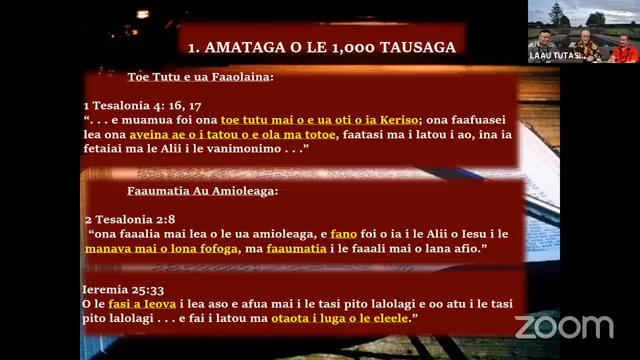 1. AMATAGA O LE 1,000 TAUSAGA
LAAU TUTASI
Toe Tutu e ua Faaolaina:
1 Tesalonia 4: 16, 17
“. . . e muamua foi ona toe tutu mai o e ua oti o ia Keriso; ona faafuasei
lea ona aveina ae o i tatou o e ola ma totoe, faatasi ma i latou i ao, ina ia
fetaiai ma le Alii i le vanimonimo . . .”
Faaumatia Au Amioleaga:
2 Tesalonia 2:8
“ona faaalia mai lea o le ua amioleaga, e fano foi o ia i le Alii o Iesu i le
manava mai o lona fofoga, ma faaumatia i le faaali mai o lana afio.”
Ieremia 25:33
O le fasi a Ieova i lea aso e afua mai i le tasi pito lalolagi e oo atu i le tasi
pito lalolagi . . . e fai i latou ma otaota i luga o le eleele.”
zoom